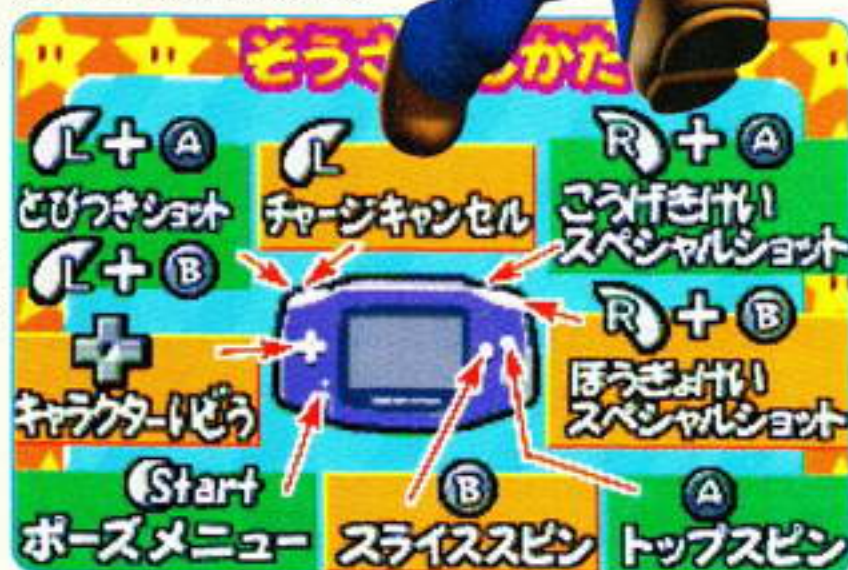 そうさ かた
L + A
とびつきショット
L + B
L
チャージキャンセル
R + A
こうげきけい
スペシャルショット
R + B
ほうぎょけい
スペシャルショット
キャラクターいどう
Start
ポーズメニュー
B
スライススピン
A
トップスピン